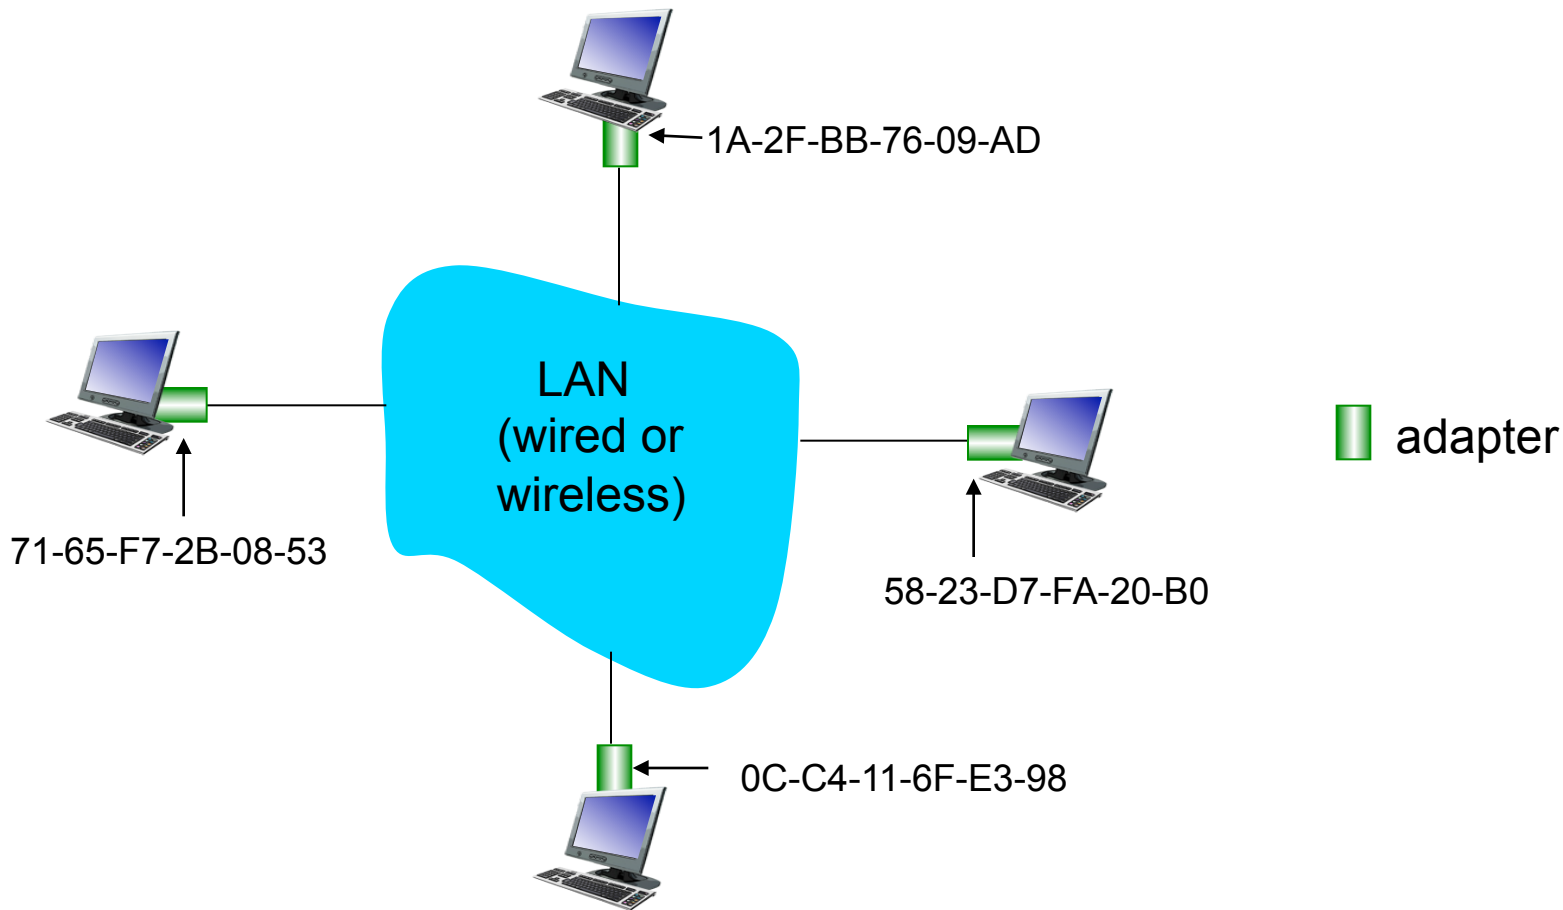 1A-2F-BB-76-09-AD
LAN
(wired or
wireless)
adapter
71-65-F7-2B-08-53
58-23-D7-FA-20-B0
0C-C4-11-6F-E3-98